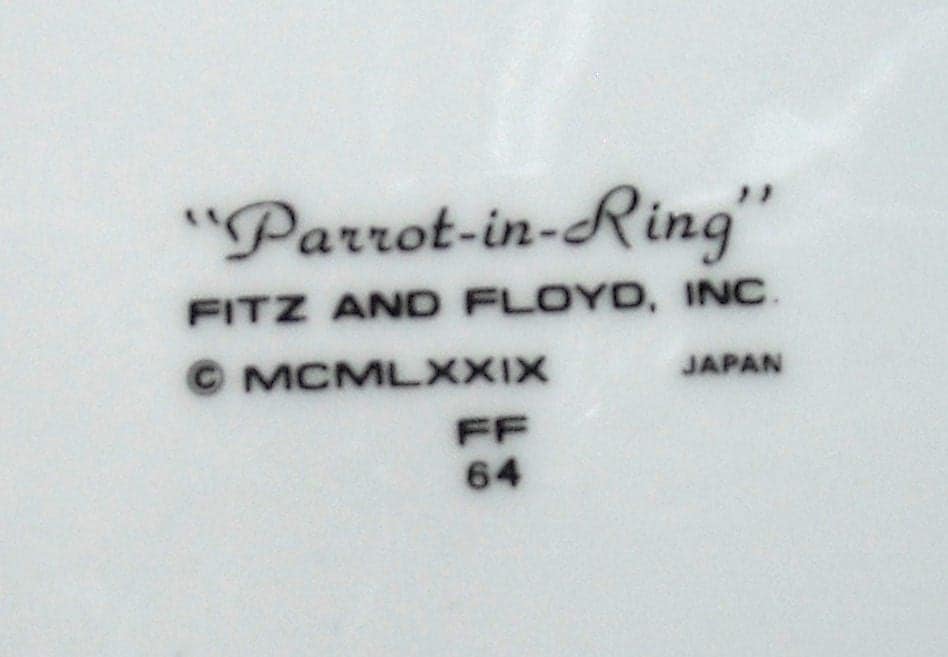 "Parrot-in-Ring"
FITZ AND FLOYD, INC.
© MCMLXXIX JAPAN
FF
64